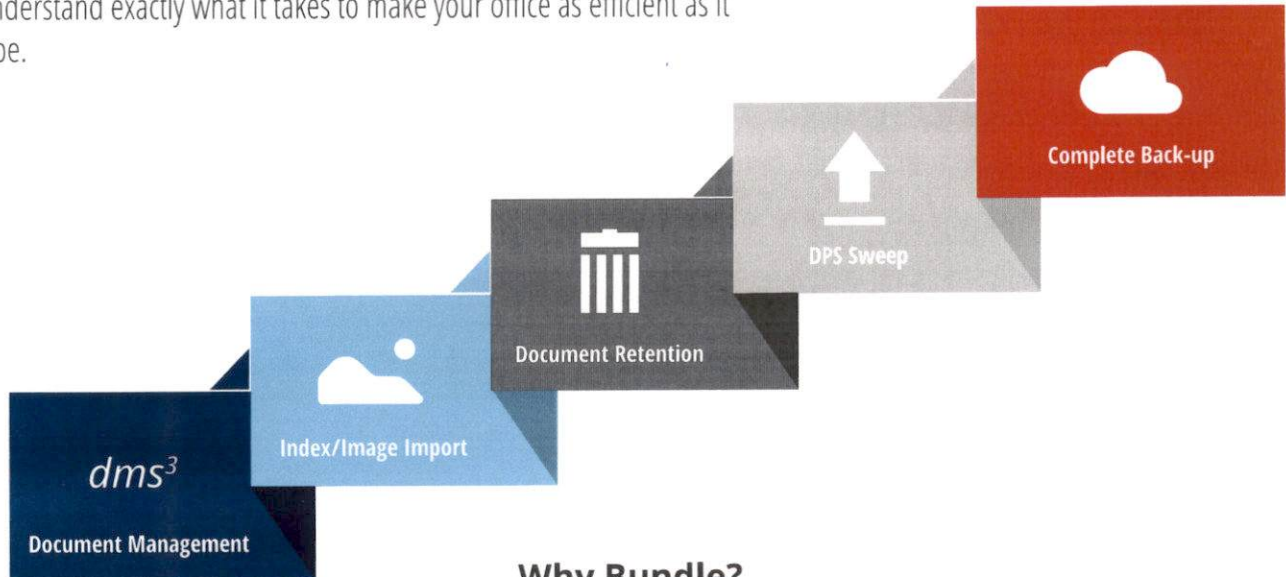 nderstand exactly what it takes to make your office as efficient as it
be.
Complete Back-up
DPS Sweep
Document Retention
Index/Image Import
dms³
Document Management
Why Bundle?